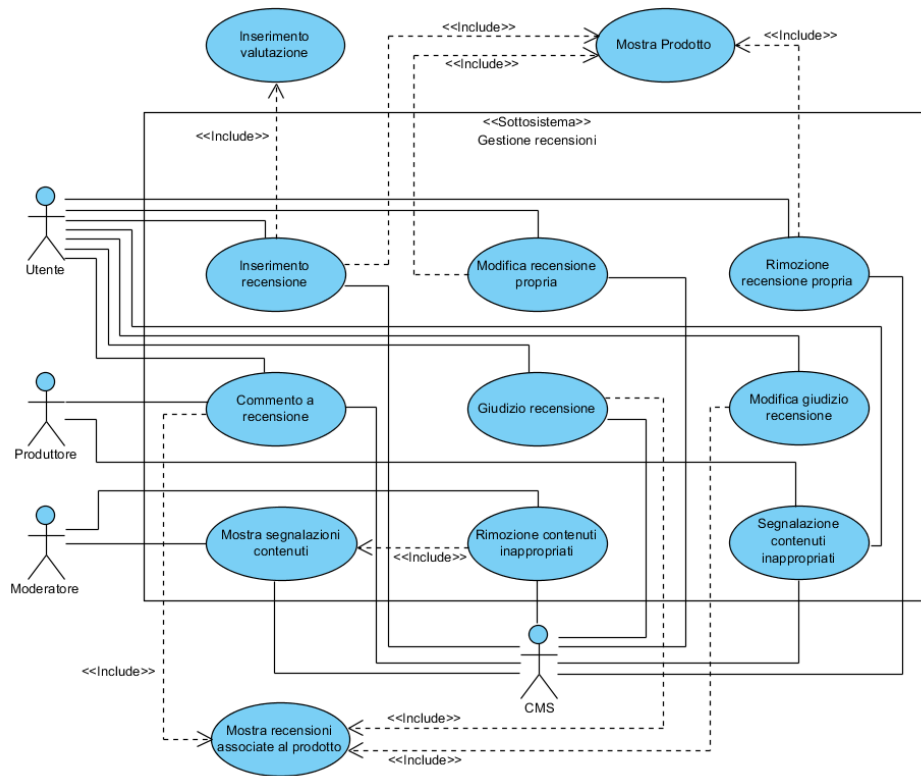 Inserimento
valutazione
<<Include>>
Mostra Prodotto
<<Include>>
<<Include>>
<<Sottosistema>>
Gestione recensioni
<<Include>>
Utente
Inserimento
recensione
Modifica recensione
propria
Rimozione
recensione propria
Produttore
Commento a
recensione
Giudizio recensione
Modifica giudizio
recensione
Moderatore
Mostra segnalazioni
contenuti
<<Include>>
Rimozione contenuti
inappropriati
Segnalazione
contenuti
inappropriati
<<Include>>
CMS
Mostra recensioni
associate al prodotto
<<Include>>
<<Include>>